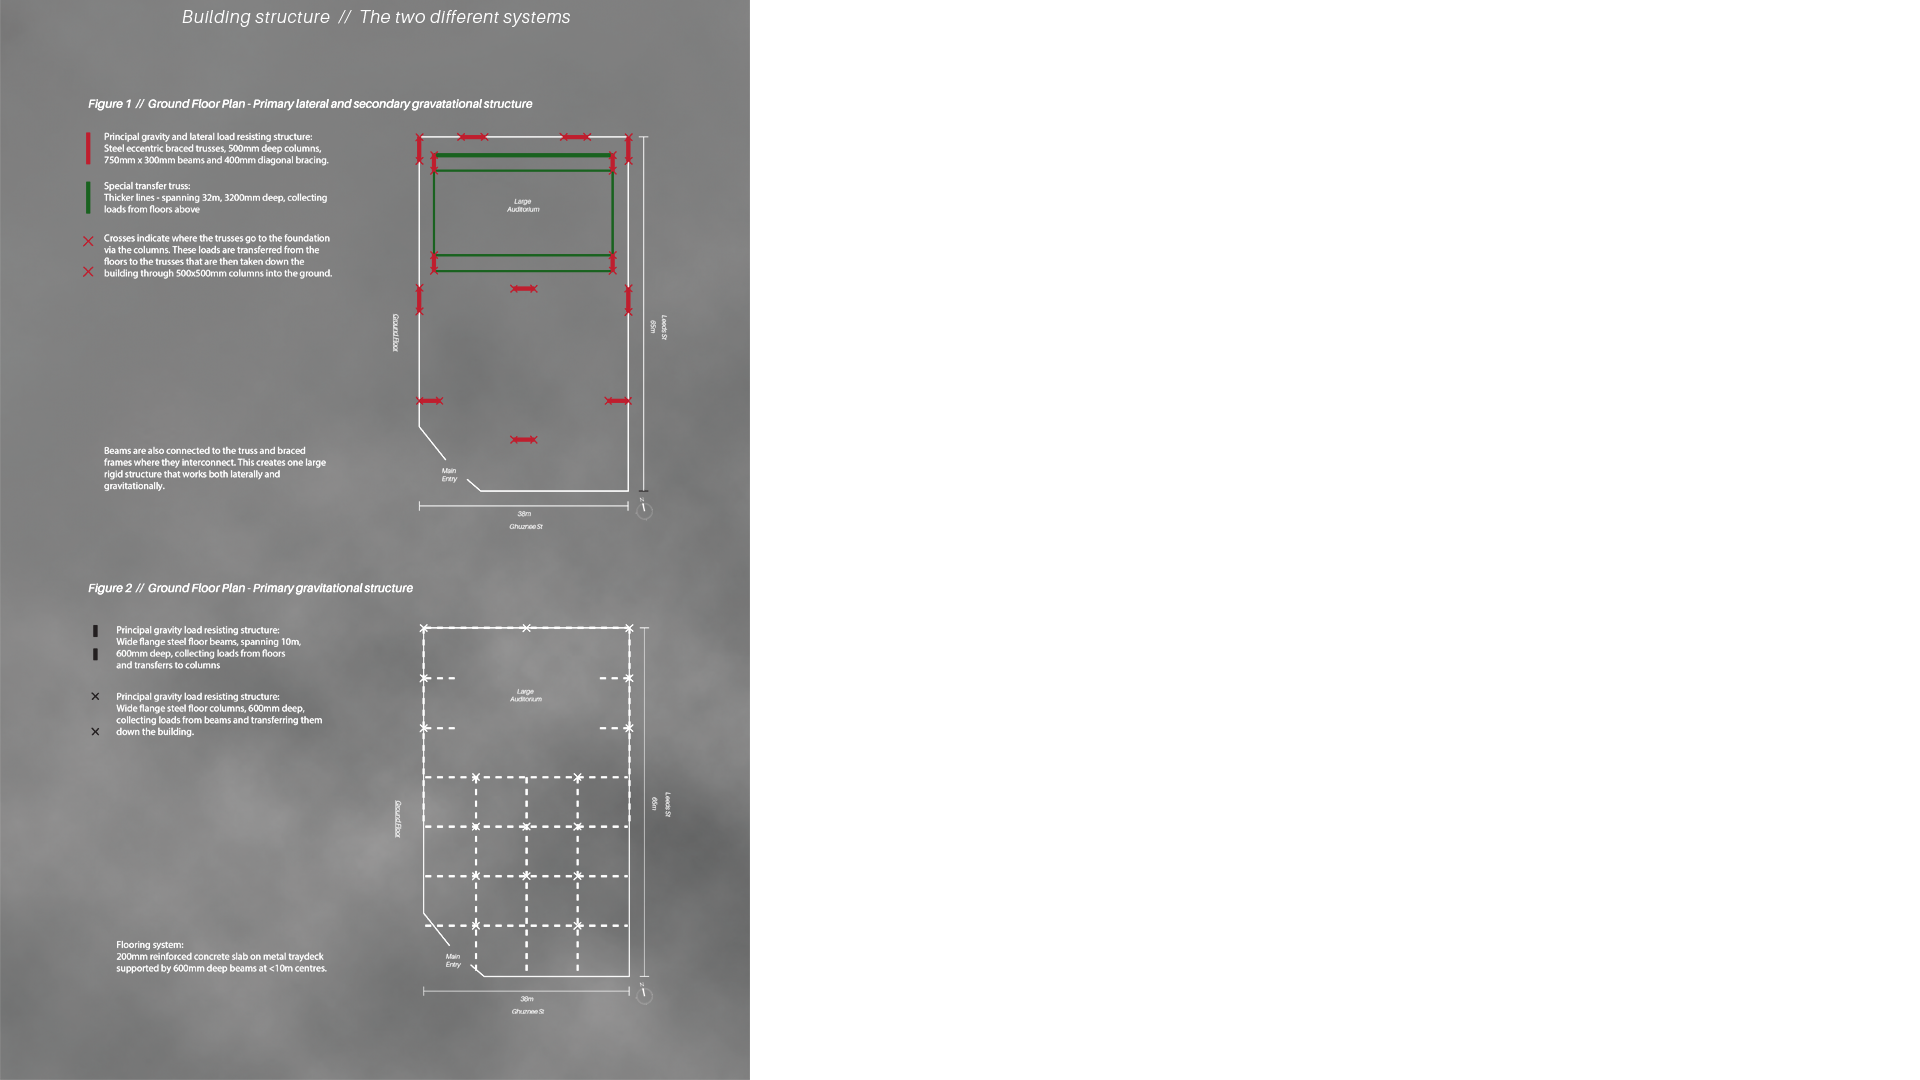 Building structure // The two different systems
Figure 1 // Ground Floor Plan - Primary lateral and secondary gravatational structure
Principal gravity and lateral load resisting structure:
Steel eccentric braced trusses, 500mm deep columns,
750mm x 300mm beams and 400mm diagonal bracing.
Special transfer truss:
Thicker lines - spanning 32m, 3200mm deep, collecting
loads from floors above
Crosses indicate where the trusses go to the foundation
via the columns. These loads are transferred from the
floors to the trusses that are then taken down the
building through 500x500mm columns into the ground.
Beams are also connected to the truss and braced
frames where they interconnect. This creates one large
rigid structure that works both laterally and
gravitationally.
Large
Auditorium
Ground Floor
Leeds St
65m
Main
Entry
N
38m
Ghuznee St
Figure 2 // Ground Floor Plan - Primary gravitational structure
Principal gravity load resisting structure:
Wide flange steel floor beams, spanning 10m,
600mm deep, collecting loads from floors
and transferrs to columns
Principal gravity load resisting structure:
Wide flange steel floor columns, 600mm deep,
collecting loads from beams and transferring them
down the building.
Flooring system:
200mm reinforced concrete slab on metal traydeck
supported by 600mm deep beams at <10m centres.
Large
Auditorium
Ground Floor
Leeds St
65m
Main
Entry
N
38m
Ghuznee St